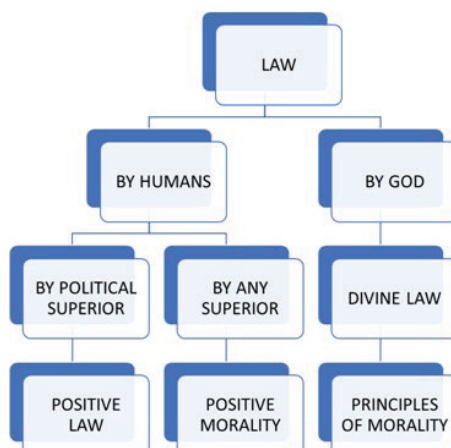 LAW
BY HUMANS
BY GOD
BY POLITICAL
SUPERIOR
BY ANY
SUPERIOR
DIVINE LAW
POSITIVE
LAW
POSITIVE
MORALITY
PRINCIPLES
OF MORALITY